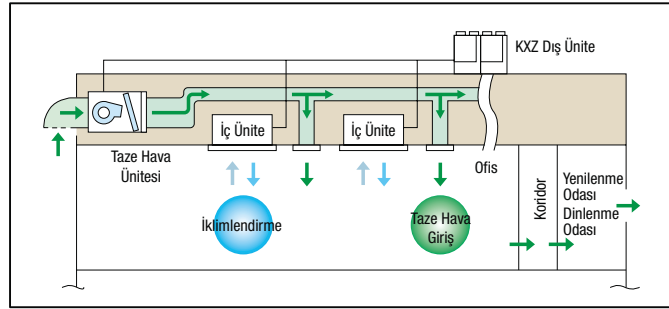 KXZ Dış Ünite
İç Ünite
İç Ünite
Taze Hava
Ünitesi
Ofis
İklimlendirme
Taze Hava
Giriş
Koridor
Yenilenme
Odası
Dinlenme
Odası